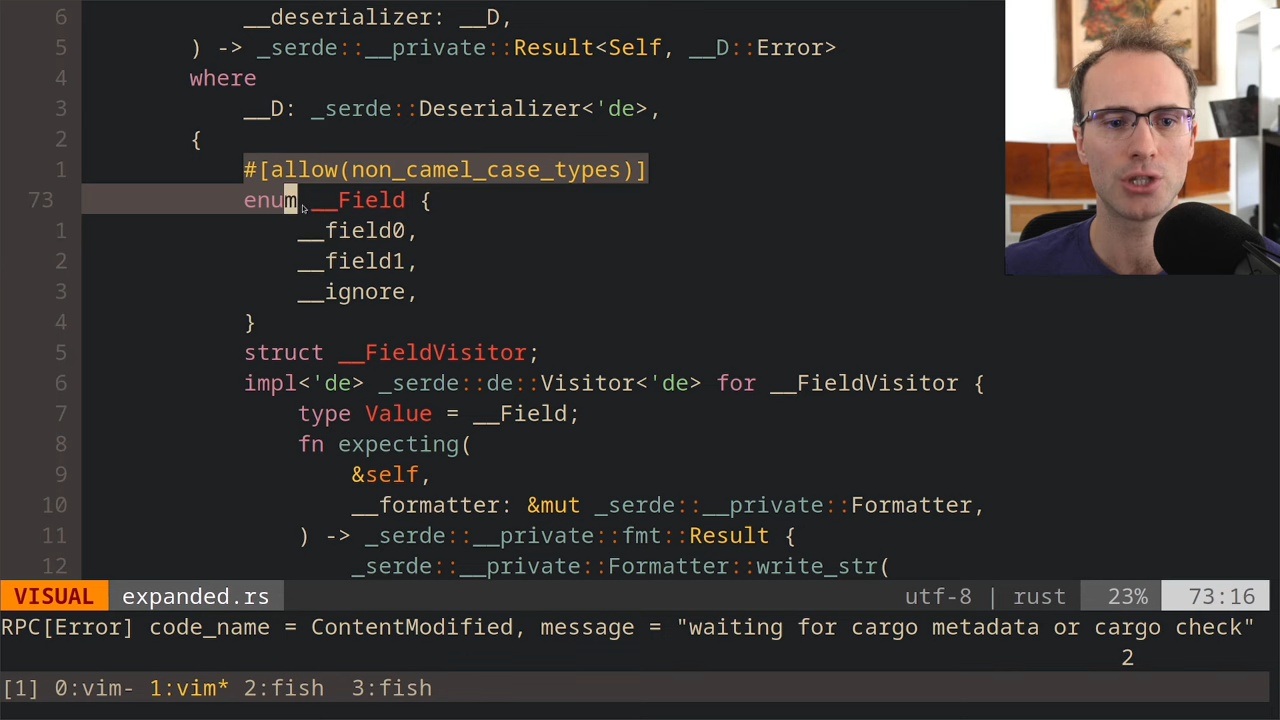 6 __deserializer: __D,
5 ) -> _serde::__private::Result<Self, __D::Error>
4 where
3 __D: _serde::Deserializer<'de>,
2 {
1 #[allow(non_camel_case_types)]
73 enum __Field {
1 __field0,
2 __field1,
3 __ignore,
4 }
5 struct __FieldVisitor;
6 impl<'de> _serde::de::Visitor<'de> for __FieldVisitor {
7 type Value = __Field;
8 fn expecting(
9 &self,
10 __formatter: &mut _serde::__private::Formatter,
11 ) -> _serde::__private::fmt::Result {
12 _serde::__private::Formatter::write_str(
VISUAL expanded.rs utf-8 | rust 23% 73:16
RPC[Error] code_name = ContentModified, message = "waiting for cargo metadata or cargo check"
2
[1] 0:vim- 1:vim* 2:fish 3:fish